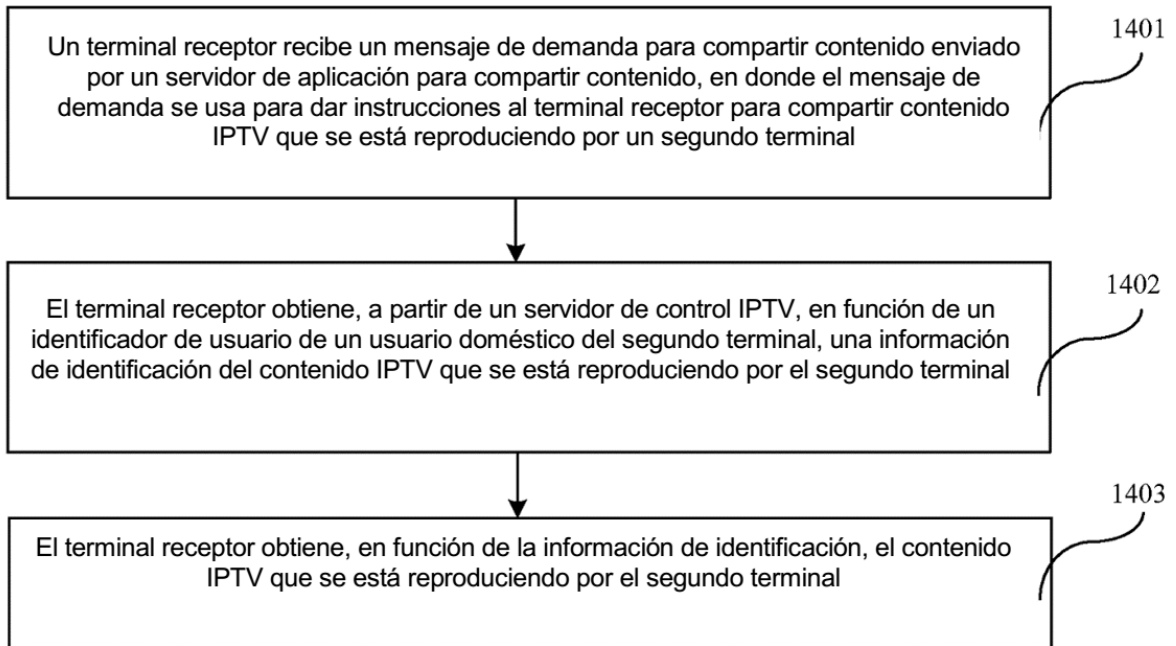 Un terminal receptor recibe un mensaje de demanda para compartir contenido enviado
por un servidor de aplicación para compartir contenido, en donde el mensaje de
demanda se usa para dar instrucciones al terminal receptor para compartir contenido
IPTV que se está reproduciendo por un segundo terminal
1401
El terminal receptor obtiene, a partir de un servidor de control IPTV, en función de un
identificador de usuario de un usuario doméstico del segundo terminal, una información
de identificación del contenido IPTV que se está reproduciendo por el segundo terminal
1402
El terminal receptor obtiene, en función de la información de identificación, el contenido
IPTV que se está reproduciendo por el segundo terminal
1403